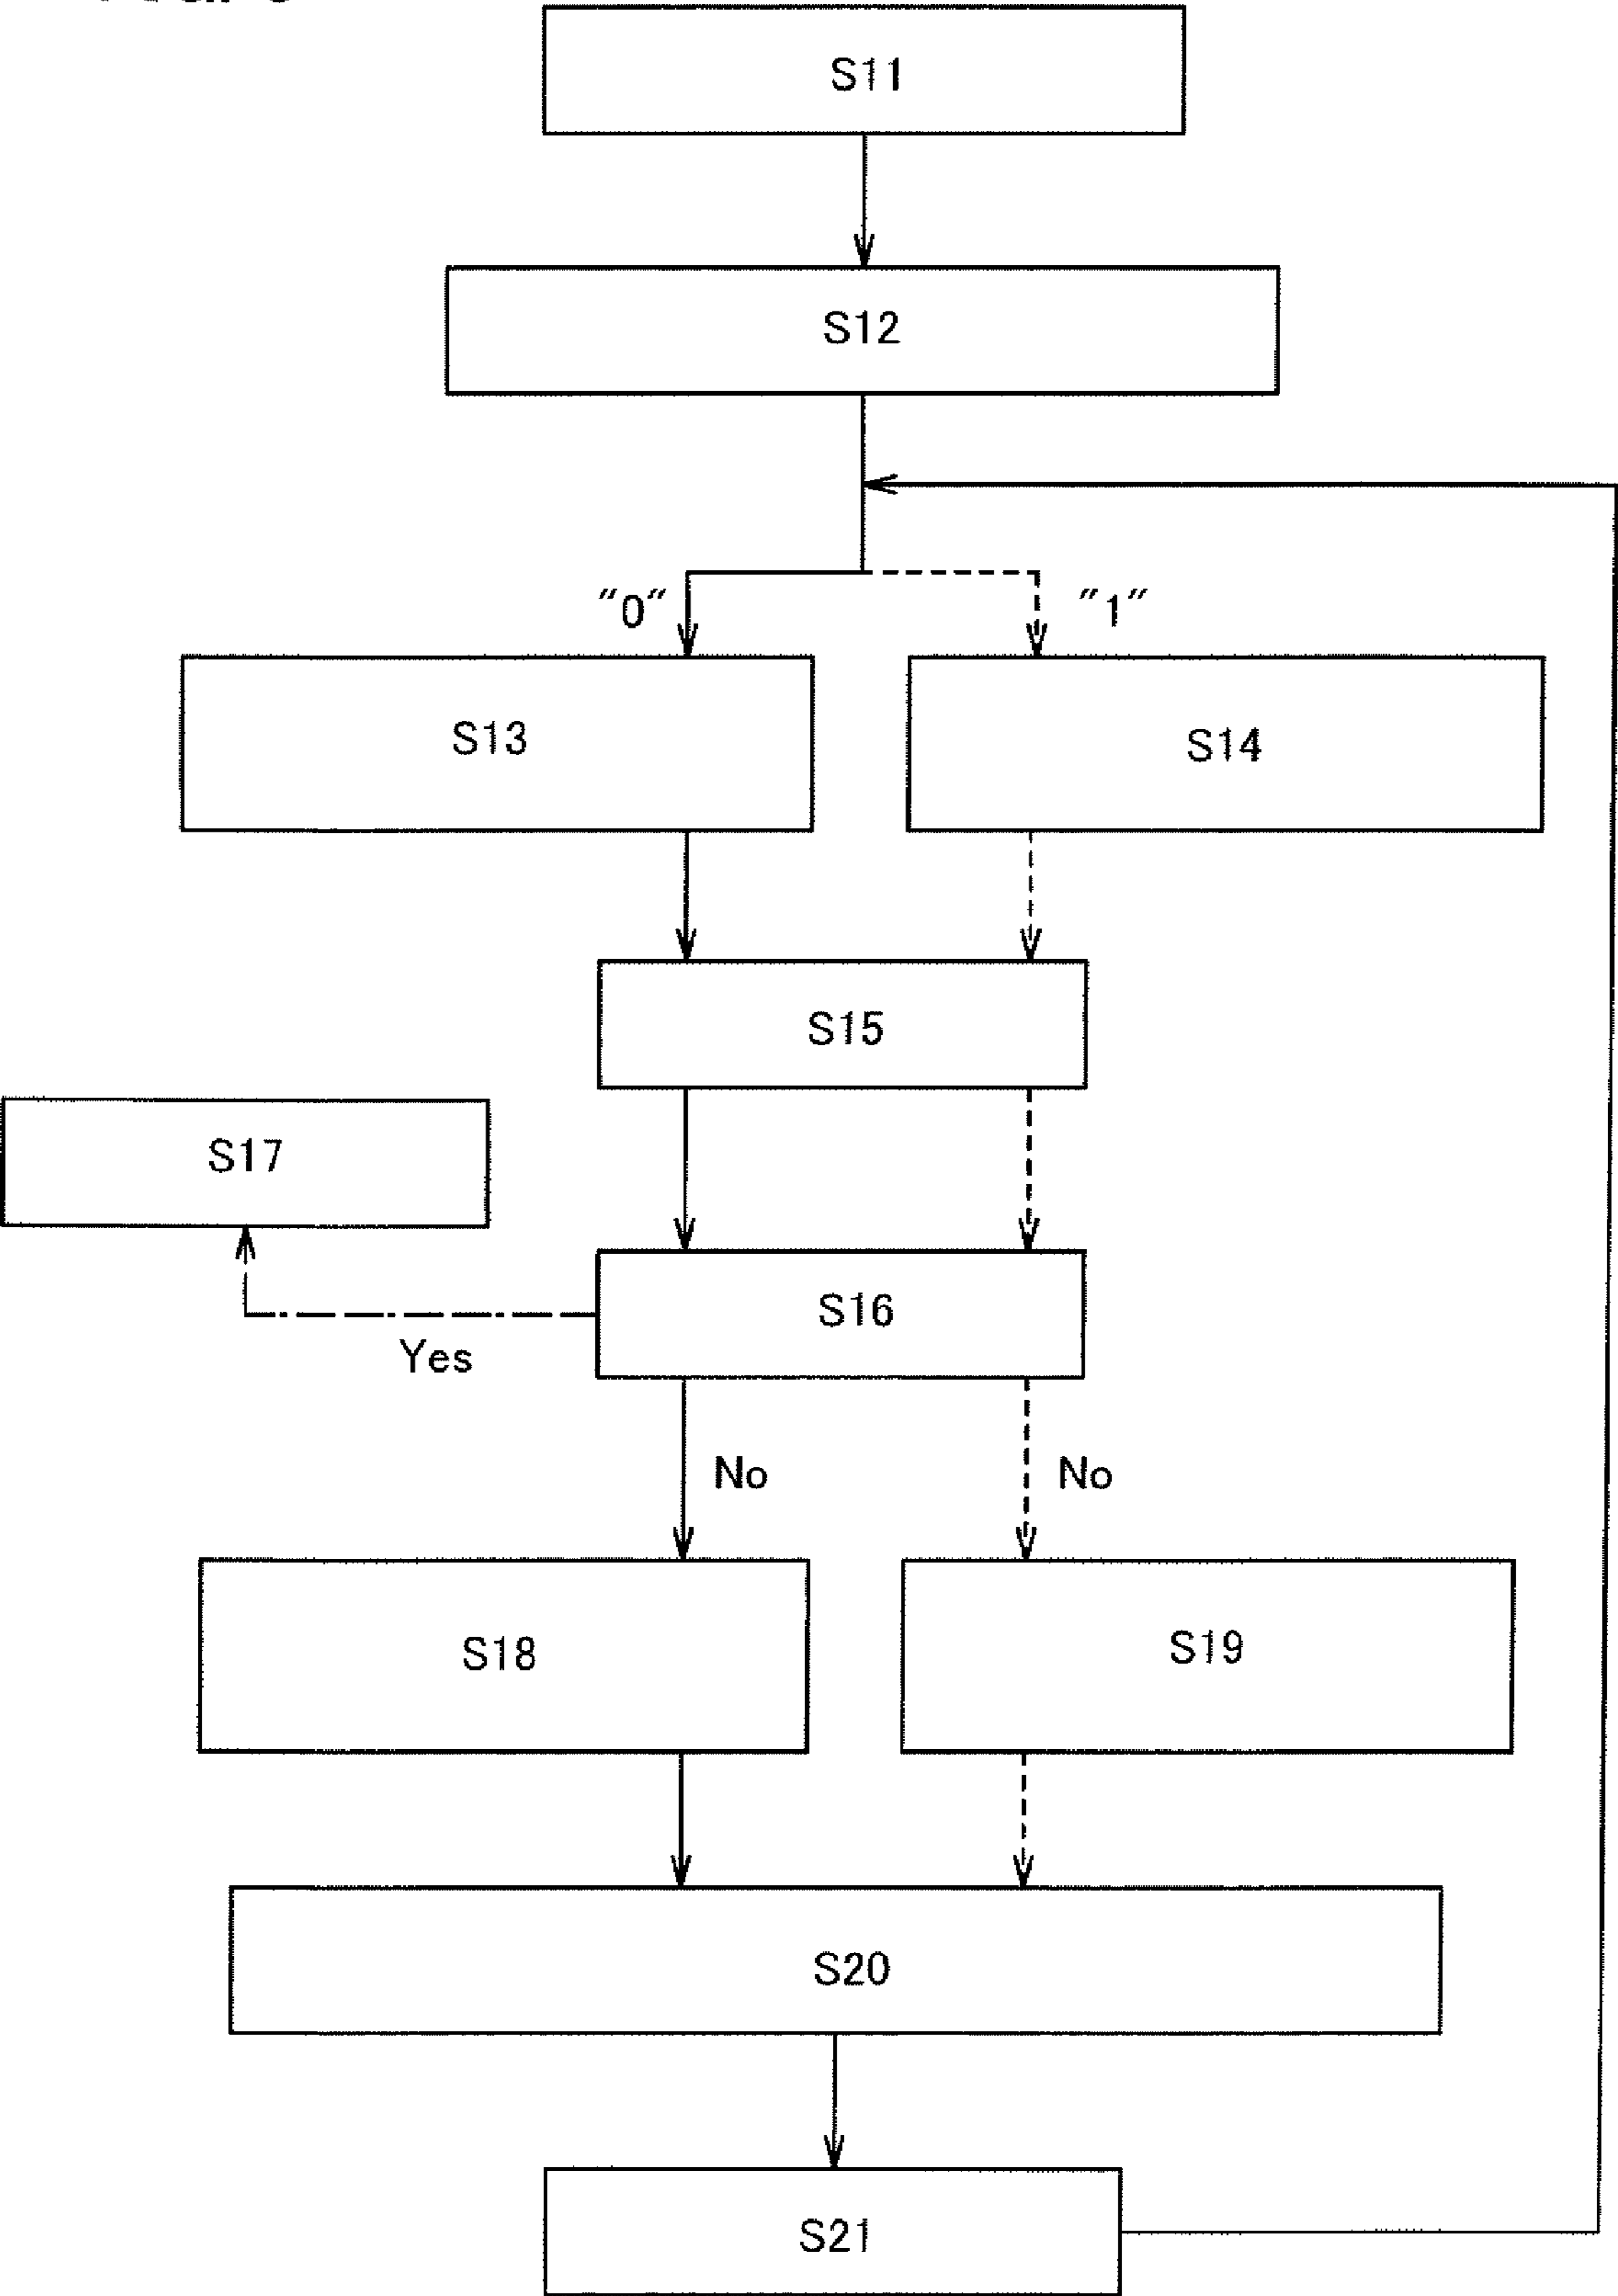 S11
S12
"0" "1"
S13 S14
S15
S17
S16
Yes
No No
S18 S19
S20
S21